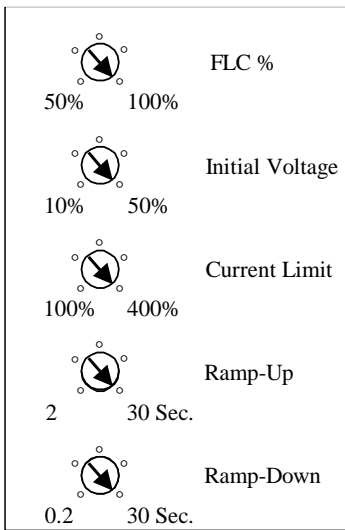 FLC %
50% 100%
Initial Voltage
10% 50%
Current Limit
100% 400%
Ramp-Up
2 30 Sec.
Ramp-Down
0.2 30 Sec.